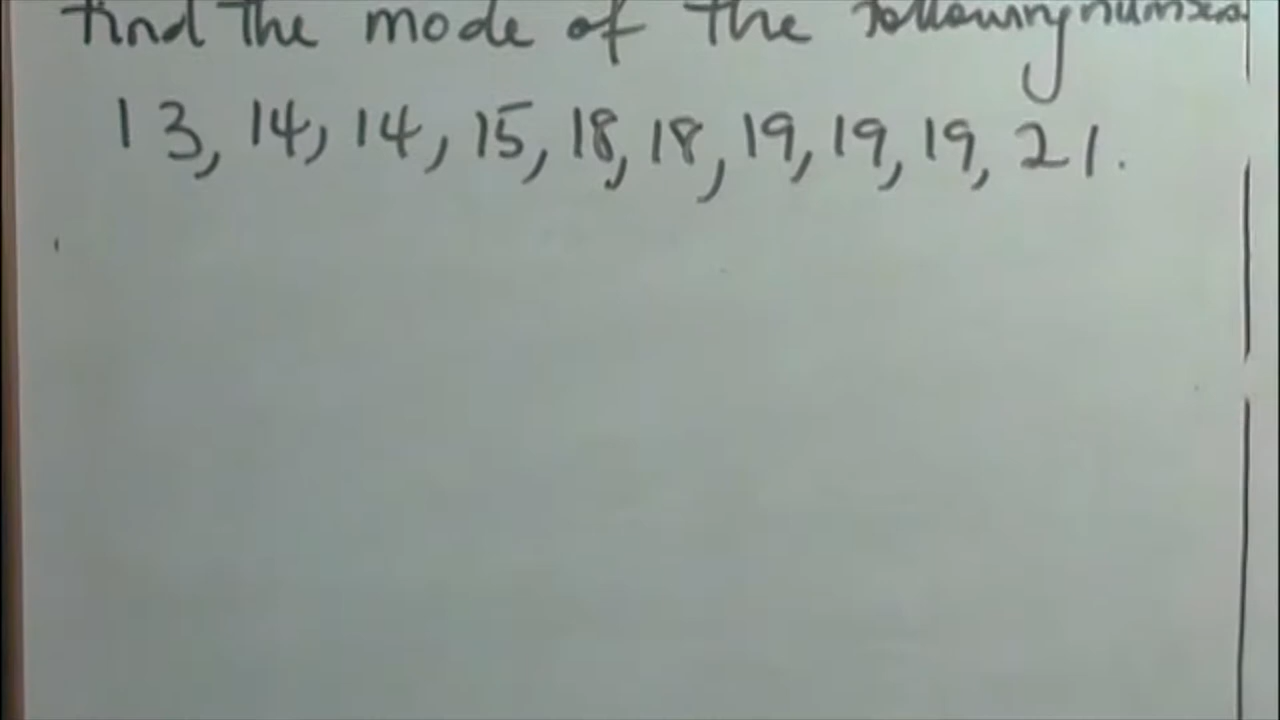 find the mode of the following numbers
13, 14, 14, 15, 18, 18, 19, 19, 19, 21.